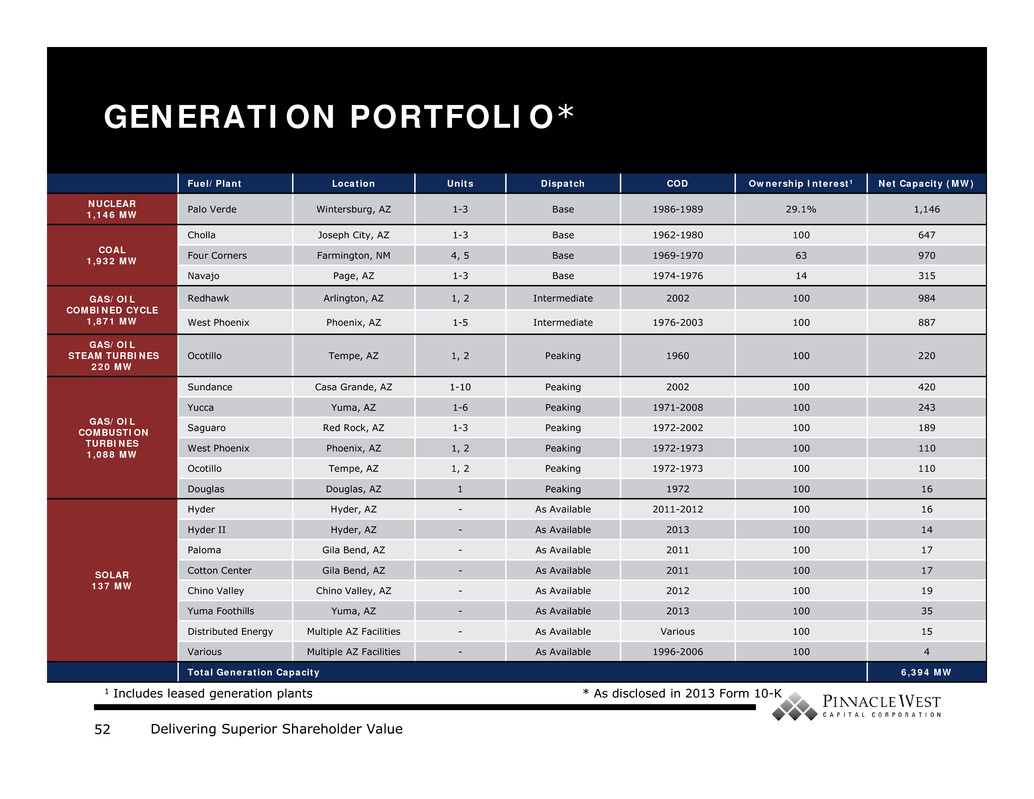 GENERATION PORTFOLIO*
Fuel/Plant Location Units Dispatch COD Ownership Interest1 Net Capacity (MW)
NUCLEAR
1,146 MW
Palo Verde Wintersburg, AZ 1-3 Base 1986-1989 29.1% 1,146
COAL
1,932 MW
Cholla Joseph City, AZ 1-3 Base 1962-1980 100 647
Four Corners Farmington, NM 4, 5 Base 1969-1970 63 970
Navajo Page, AZ 1-3 Base 1974-1976 14 315
GAS/OIL
COMBINED CYCLE
1,871 MW
Redhawk Arlington, AZ 1, 2 Intermediate 2002 100 984
West Phoenix Phoenix, AZ 1-5 Intermediate 1976-2003 100 887
GAS/OIL
STEAM TURBINES
220 MW
Ocotillo Tempe, AZ 1, 2 Peaking 1960 100 220
GAS/OIL
COMBUSTION
TURBINES
1,088 MW
Sundance Casa Grande, AZ 1-10 Peaking 2002 100 420
Yucca Yuma, AZ 1-6 Peaking 1971-2008 100 243
Saguaro Red Rock, AZ 1-3 Peaking 1972-2002 100 189
West Phoenix Phoenix, AZ 1, 2 Peaking 1972-1973 100 110
Ocotillo Tempe, AZ 1, 2 Peaking 1972-1973 100 110
Douglas Douglas, AZ 1 Peaking 1972 100 16
SOLAR
137 MW
Hyder Hyder, AZ - As Available 2011-2012 100 16
Hyder II Hyder, AZ - As Available 2013 100 14
Paloma Gila Bend, AZ - As Available 2011 100 17
Cotton Center Gila Bend, AZ - As Available 2011 100 17
Chino Valley Chino Valley, AZ - As Available 2012 100 19
Yuma Foothills Yuma, AZ - As Available 2013 100 35
Distributed Energy Multiple AZ Facilities - As Available Various 100 15
Various Multiple AZ Facilities - As Available 1996-2006 100 4
Total Generation Capacity 6,394 MW
1 Includes leased generation plants
* As disclosed in 2013 Form 10-K
PINNACLE WEST
CAPITAL CORPORATION
52 Delivering Superior Shareholder Value